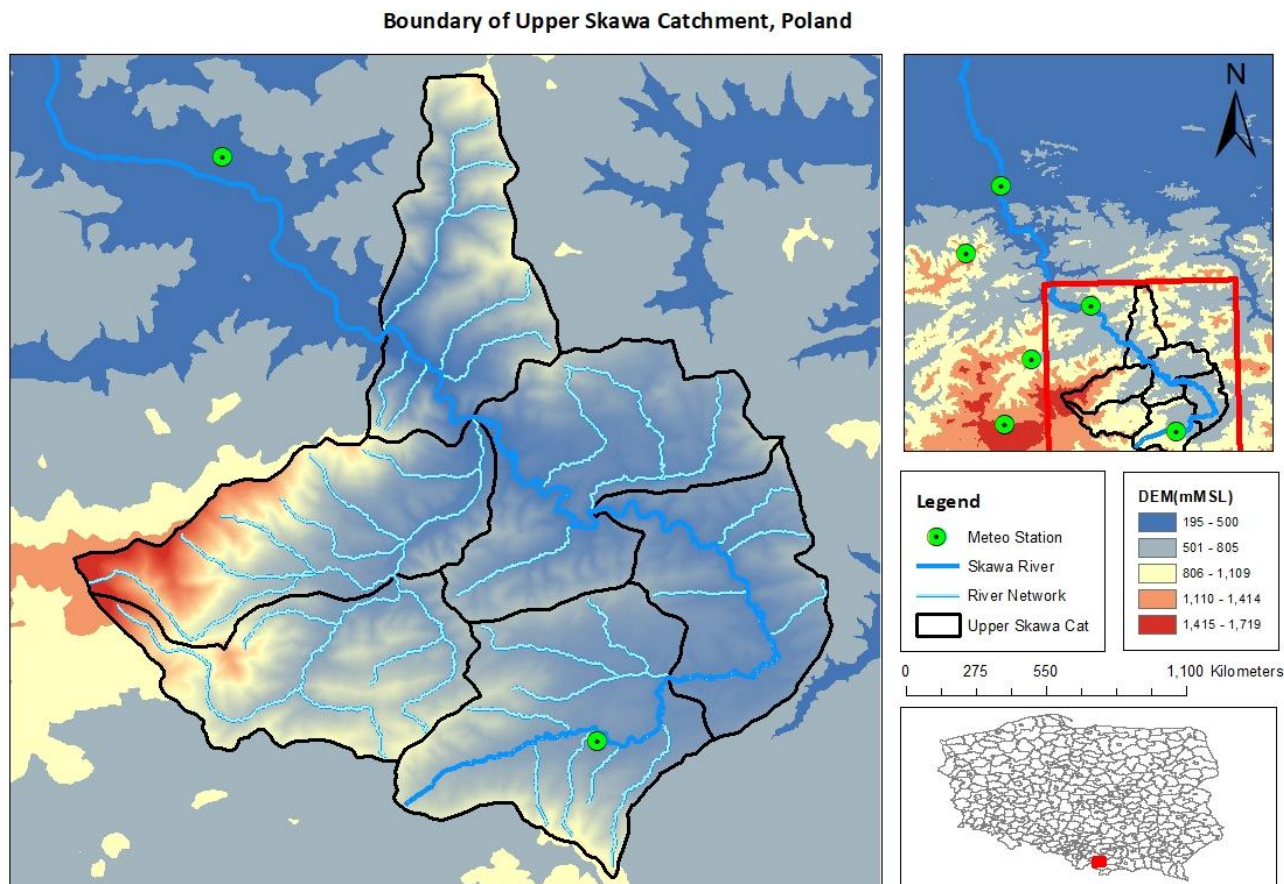 Boundary of Upper Skawa Catchment, Poland
N
Legend
Meteo Station
Skawa River
River Network
Upper Skawa Cat
DEM(mMSL)
195 - 500
501 - 805
806 - 1,109
1,110 - 1,414
1,415 - 1,719
0 275 550 1,100 Kilometers